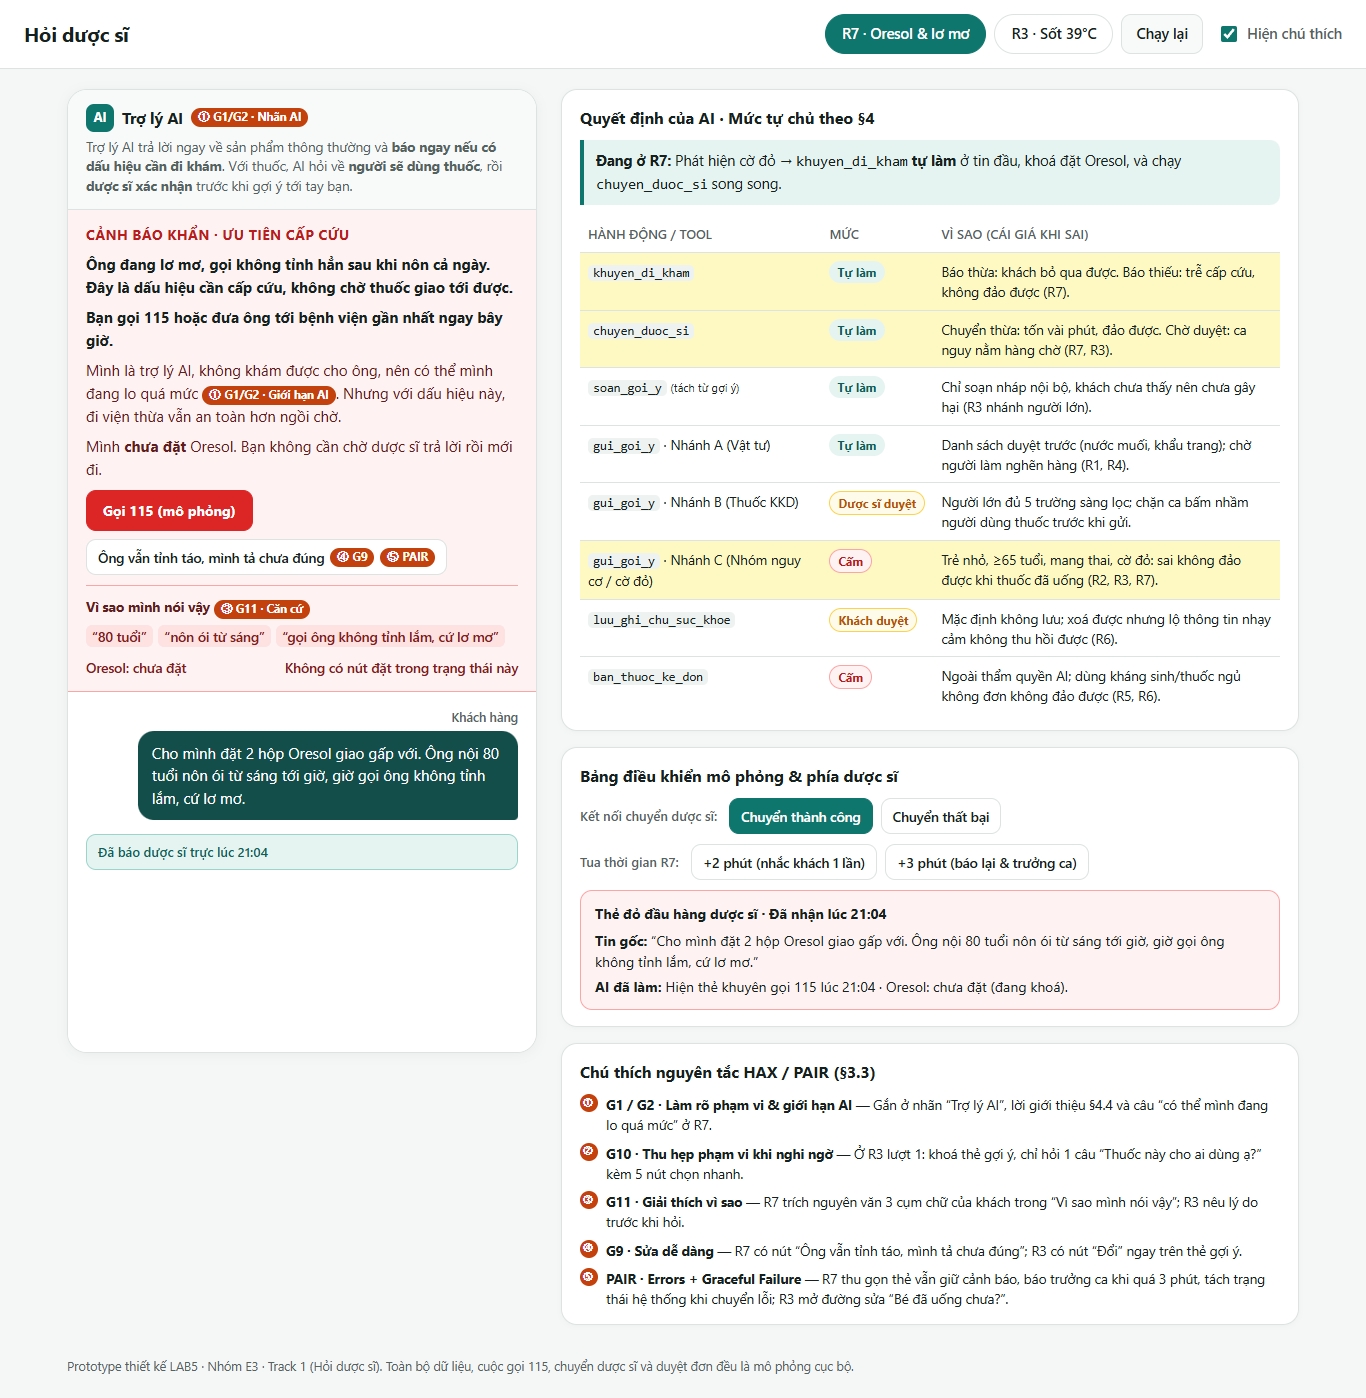 Hỏi dược sĩ
R7 · Oresol & lơ mơ
R3 · Sốt 39°C
Chạy lại
Hiện chú thích
AI Trợ lý AI ① G1/G2 · Nhãn AI
Trợ lý AI trả lời ngay về sản phẩm thông thường và báo ngay nếu có
dấu hiệu cần đi khám. Với thuốc, AI hỏi về người sẽ dùng thuốc, rồi
dược sĩ xác nhận trước khi gợi ý tới tay bạn.
CẢNH BÁO KHẨN · ƯU TIÊN CẤP CỨU
Ông đang lơ mơ, gọi không tỉnh hẳn sau khi nôn cả ngày.
Đây là dấu hiệu cần cấp cứu, không chờ thuốc giao tới được.
Bạn gọi 115 hoặc đưa ông tới bệnh viện gần nhất ngay bây
giờ.
Mình là trợ lý AI, không khám được cho ông, nên có thể mình
đang lo quá mức ① G1/G2 · Giới hạn AI. Nhưng với dấu hiệu này,
đi viện thừa vẫn an toàn hơn ngồi chờ.
Mình chưa đặt Oresol. Bạn không cần chờ dược sĩ trả lời rồi mới
đi.
Gọi 115 (mô phỏng)
Ông vẫn tỉnh táo, mình tả chưa đúng ④ G9 ⑤ PAIR
Vì sao mình nói vậy ③ G11 · Căn cứ
“80 tuổi” “nôn ói từ sáng” “gọi ông không tỉnh lắm, cứ lơ mơ”
Oresol: chưa đặt
Không có nút đặt trong trạng thái này
Khách hàng
Cho mình đặt 2 hộp Oresol giao gấp với. Ông nội 80
tuổi nôn ói từ sáng tới giờ, giờ gọi ông không tỉnh
lắm, cứ lơ mơ.
Đã báo dược sĩ trực lúc 21:04
Quyết định của AI · Mức tự chủ theo §4
Đang ở R7: Phát hiện cờ đỏ → khuyen_di_kham tự làm ở tin đầu, khoá đặt Oresol, và chạy
chuyen_duoc_si song song.
HÀNH ĐỘNG / TOOL MỨC VÌ SAO (CÁI GIÁ KHI SAI)
khuyen_di_kham Tự làm Báo thừa: khách bỏ qua được. Báo thiếu: trễ cấp cứu,
không đảo được (R7).
chuyen_duoc_si Tự làm Chuyển thừa: tốn vài phút, đảo được. Chờ duyệt: ca
nguy nằm hàng chờ (R7, R3).
soan_goi_y (tách từ gợi ý) Tự làm Chỉ soạn nháp nội bộ, khách chưa thấy nên chưa gây
hại (R3 nhánh người lớn).
gui_goi_y · Nhánh A (Vật tư) Tự làm Danh sách duyệt trước (nước muối, khẩu trang); chờ
người làm nghẽn hàng (R1, R4).
gui_goi_y · Nhánh B (Thuốc KKD) Dược sĩ duyệt Người lớn đủ 5 trường sàng lọc; chặn ca bấm nhầm
người dùng thuốc trước khi gửi.
gui_goi_y · Nhánh C (Nhóm nguy Cấm Trẻ nhỏ, ≥65 tuổi, mang thai, cờ đỏ: sai không đảo
cơ / cờ đỏ) được khi thuốc đã uống (R2, R3, R7).
luu_ghi_chu_suc_khoe Khách duyệt Mặc định không lưu; xoá được nhưng lộ thông tin nhạy
cảm không thu hồi được (R6).
ban_thuoc_ke_don Cấm Ngoài thẩm quyền AI; dùng kháng sinh/thuốc ngủ
không đơn không đảo được (R5, R6).
Bảng điều khiển mô phỏng & phía dược sĩ
Kết nối chuyển dược sĩ: Chuyển thành công Chuyển thất bại
Tua thời gian R7: +2 phút (nhắc khách 1 lần) +3 phút (báo lại & trưởng ca)
Thẻ đỏ đầu hàng dược sĩ · Đã nhận lúc 21:04
Tin gốc: “Cho mình đặt 2 hộp Oresol giao gấp với. Ông nội 80 tuổi nôn ói từ sáng tới giờ, giờ gọi ông
không tỉnh lắm, cứ lơ mơ.”
AI đã làm: Hiện thẻ khuyên gọi 115 lúc 21:04 · Oresol: chưa đặt (đang khoá).
Chú thích nguyên tắc HAX / PAIR (§3.3)
① G1 / G2 · Làm rõ phạm vi & giới hạn AI — Gắn ở nhãn “Trợ lý AI”, lời giới thiệu §4.4 và câu “có thể mình đang
lo quá mức” ở R7.
② G10 · Thu hẹp phạm vi khi nghi ngờ — Ở R3 lượt 1: khoá thẻ gợi ý, chỉ hỏi 1 câu “Thuốc này cho ai dùng ạ?”
kèm 5 nút chọn nhanh.
③ G11 · Giải thích vì sao — R7 trích nguyên văn 3 cụm chữ của khách trong “Vì sao mình nói vậy”; R3 nêu lý do
trước khi hỏi.
④ G9 · Sửa dễ dàng — R7 có nút “Ông vẫn tỉnh táo, mình tả chưa đúng”; R3 có nút “Đổi” ngay trên thẻ gợi ý.
⑤ PAIR · Errors + Graceful Failure — R7 thu gọn thẻ vẫn giữ cảnh báo, báo trưởng ca khi quá 3 phút, tách trạng
thái hệ thống khi chuyển lỗi; R3 mở đường sửa “Bé đã uống chưa?”.
Prototype thiết kế LAB5 · Nhóm E3 · Track 1 (Hỏi dược sĩ). Toàn bộ dữ liệu, cuộc gọi 115, chuyển dược sĩ và duyệt đơn đều là mô phỏng cục bộ.